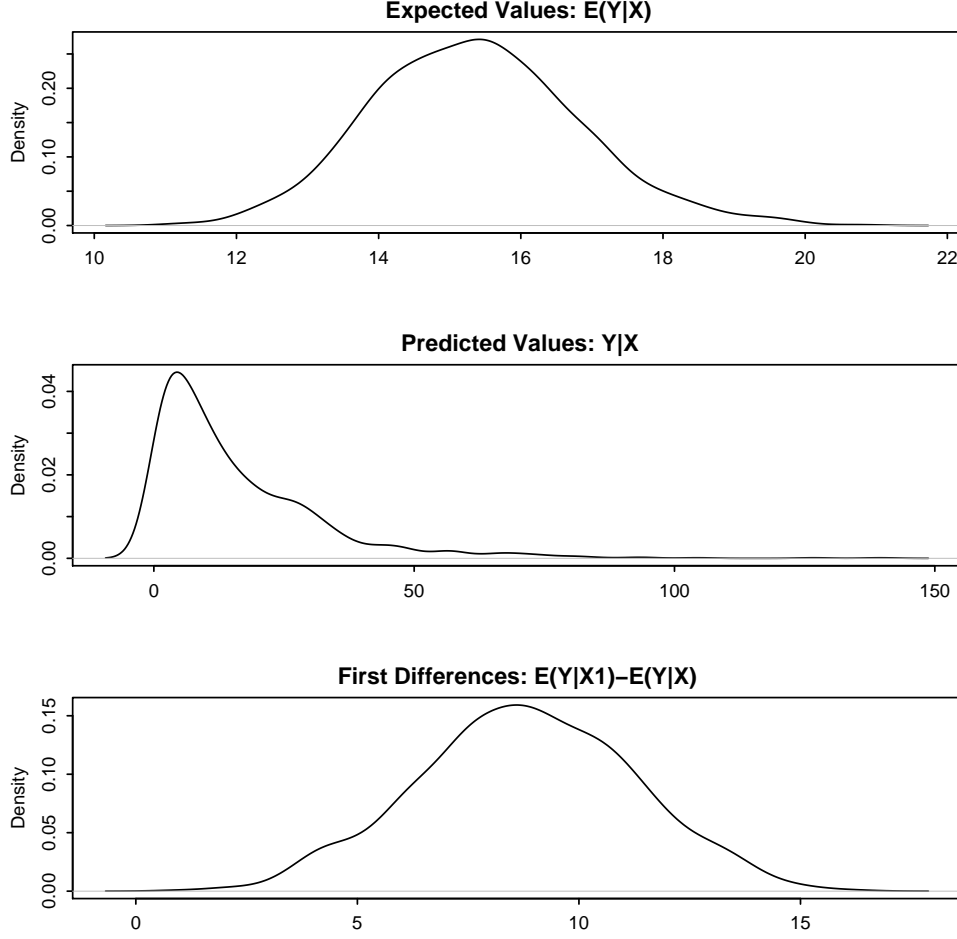 Expected Values: E(Y|X)
Density
0.00 0.10 0.20
10 12 14 16 18 20 22
Predicted Values: Y|X
Density
0.00 0.02 0.04
0 50 100 150
First Differences: E(Y|X1)−E(Y|X)
Density
0.00 0.05 0.10 0.15
0 5 10 15